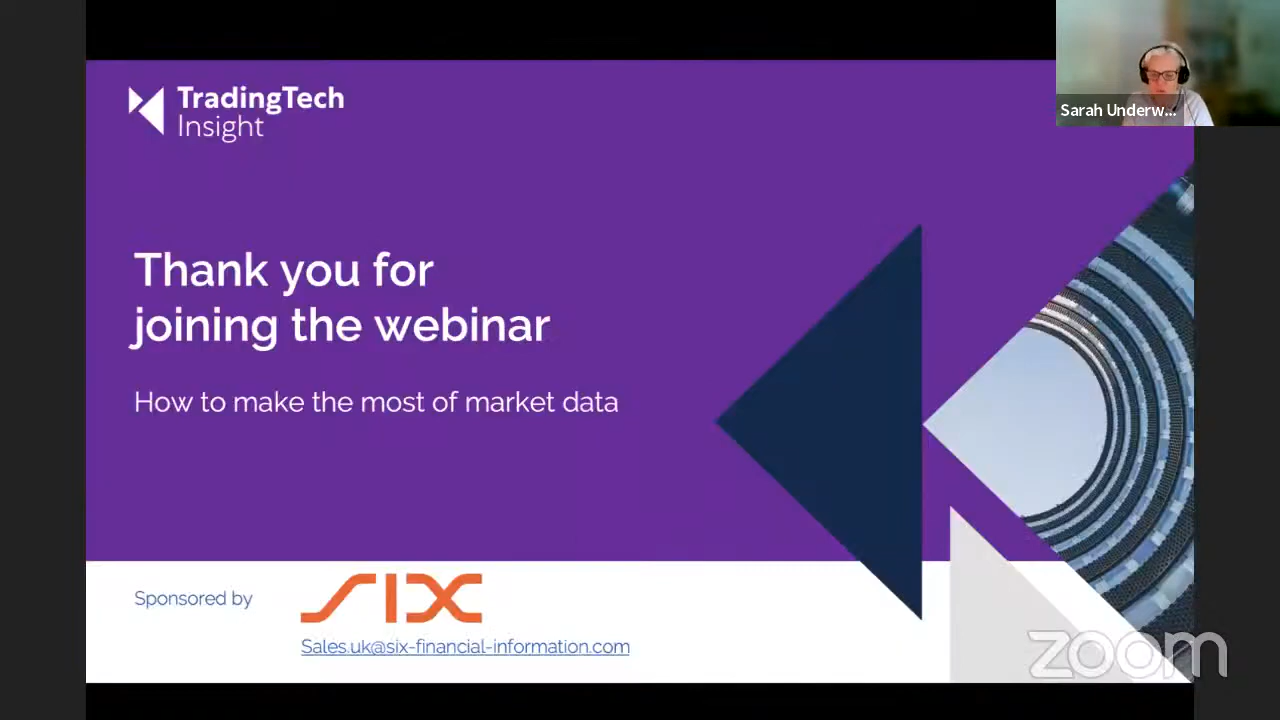 TradingTech
Insight
Sarah Underw...
Thank you for
joining the webinar
How to make the most of market data
Sponsored by
SIX
Sales.uk@six-financial-information.com
zoom